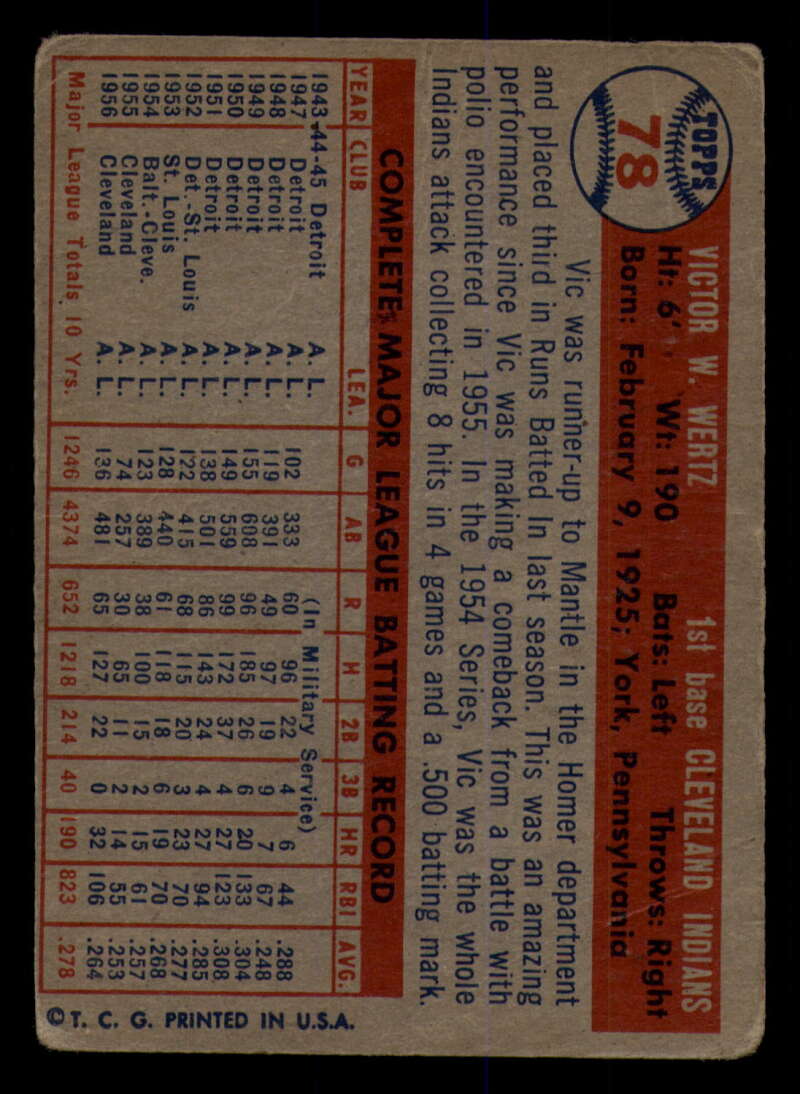 TOPPS
78
VICTOR W. WERTZ 1st base CLEVELAND INDIANS
Ht: 6' Wt: 190 Bats: Left Throws: Right
Born: February 9, 1925; York, Pennsylvania
Vic was runner-up to Mantle in the Homer department
and placed third in Runs Batted In last season. This was an amazing
performance since Vic was making a comeback from a battle with
polio encountered in 1955. In the 1954 Series, Vic was the whole
Indians attack collecting 8 hits in 4 games and a .500 batting mark.
COMPLETE MAJOR LEAGUE BATTING RECORD
YEAR CLUB LEA. G AB R H 2B 3B HR RBI AVG.
1943-44-45 Detroit A. L. (In Military Service)
1947 Detroit A. L. 102 333 60 96 22 4 6 44 .288
1948 Detroit A. L. 119 391 49 97 19 9 7 67 .248
1949 Detroit A. L. 155 608 96 185 26 6 20 133 .304
1950 Detroit A. L. 149 559 99 172 37 4 27 123 .308
1951 Detroit A. L. 138 501 86 143 24 4 27 94 .285
1952 Det.-St. Louis A. L. 122 415 68 115 20 3 23 70 .277
1953 St. Louis A. L. 128 440 61 118 18 6 19 70 .268
1954 Balt.-Cleve. A. L. 123 389 38 100 15 2 15 61 .257
1955 Cleveland A. L. 74 257 30 65 11 2 14 55 .253
1956 Cleveland A. L. 136 481 65 127 22 0 32 106 .264
Major League Totals 10 Yrs. 1246 4374 652 1218 214 40 190 823 .278
© T. C. G. PRINTED IN U.S.A.